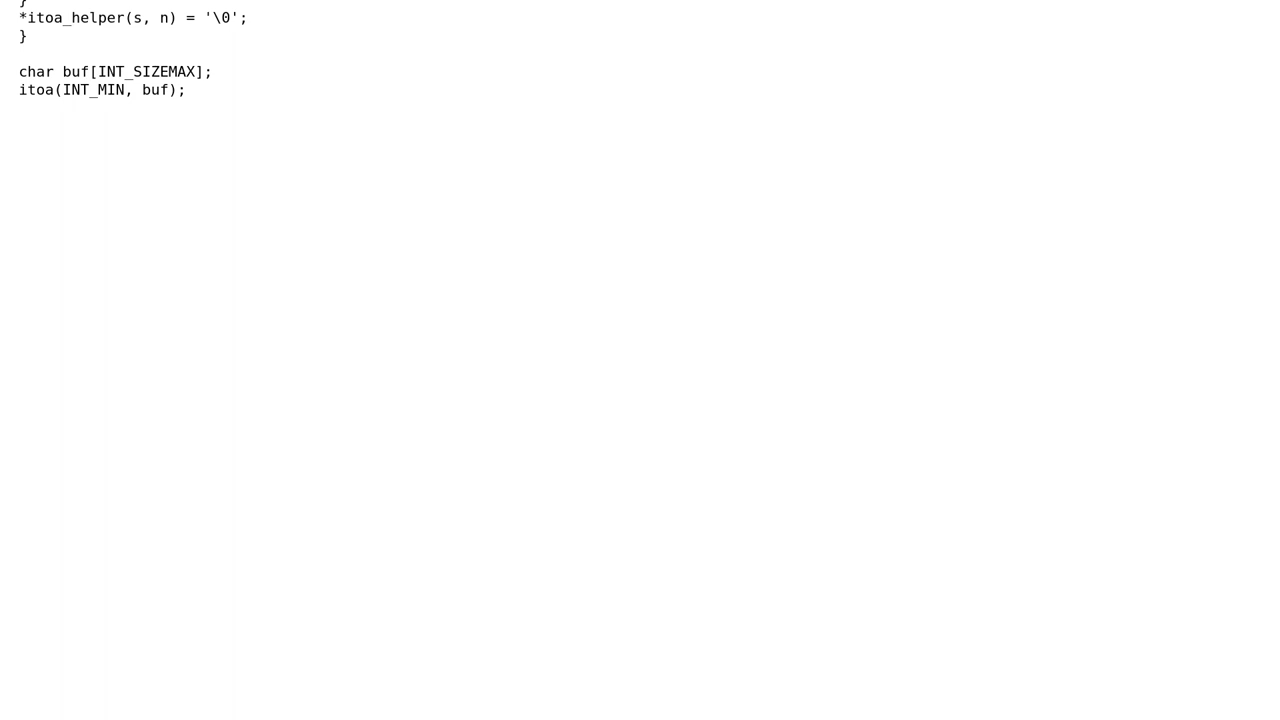 }
*itoa_helper(s, n) = '\0';
}

char buf[INT_SIZEMAX];
itoa(INT_MIN, buf);